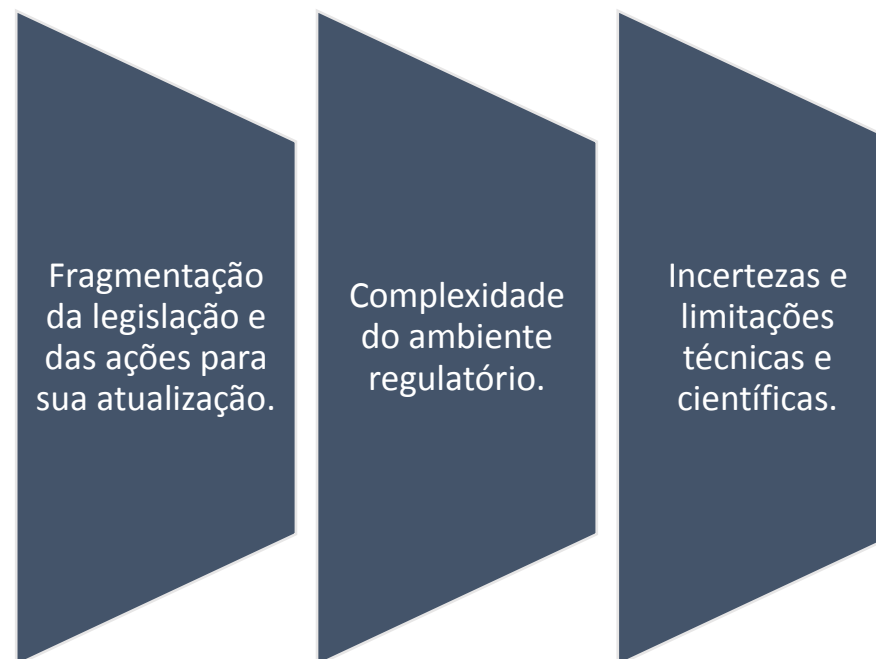 Fragmentação
da legislação e
das ações para
sua atualização.
Complexidade
do ambiente
regulatório.
Incertezas e
limitações
técnicas e
científicas.